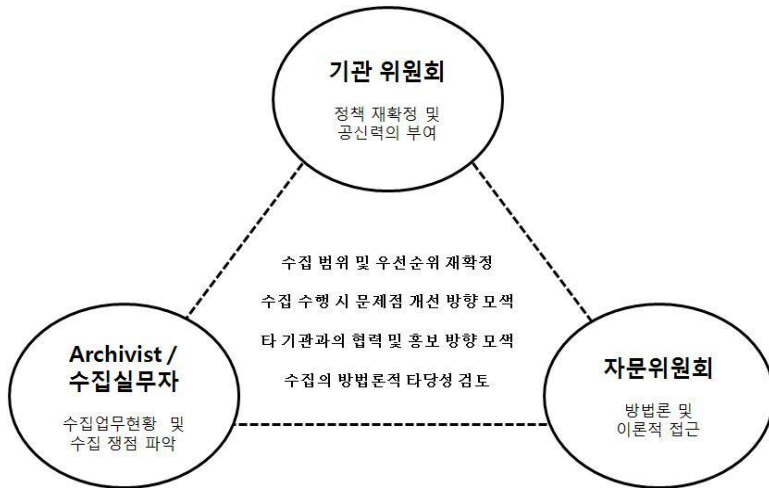 기관 위원회
정책 재확정 및
공신력의 부여
수집 범위 및 우선순위 재확정
수집 수행 시 문제점 개선 방향 모색
타 기관과의 협력 및 홍보 방향 모색
수집의 방법론적 타당성 검토
Archivist /
수집실무자
수집업무현황 및
수집 쟁점 파악
자문위원회
방법론 및
이론적 접근